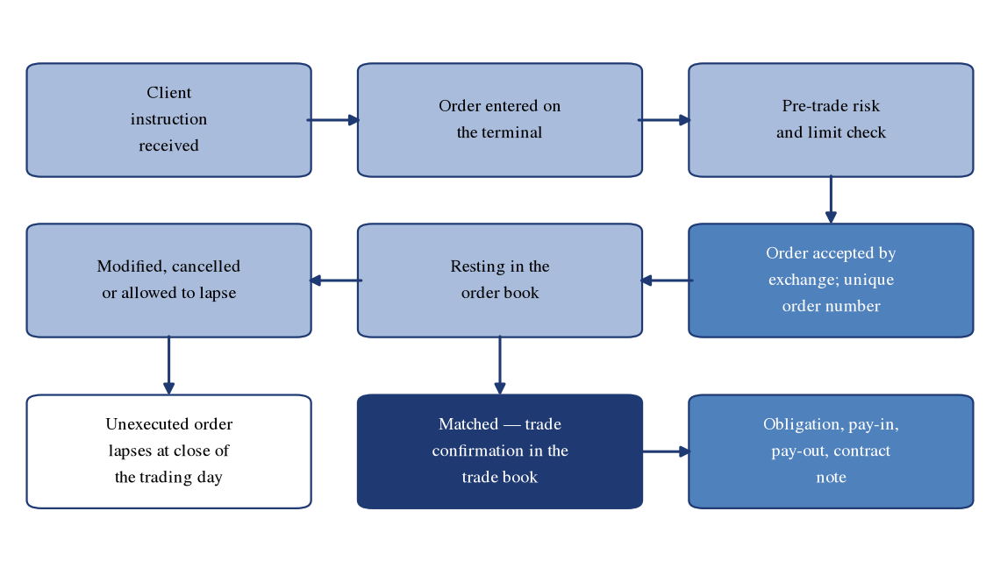 Client
instruction
received
Order entered on
the terminal
Pre-trade risk
and limit check
Modified, cancelled
or allowed to lapse
Resting in the
order book
Order accepted by
exchange; unique
order number
Unexecuted order
lapses at close of
the trading day
Matched — trade
confirmation in the
trade book
Obligation, pay-in,
pay-out, contract
note